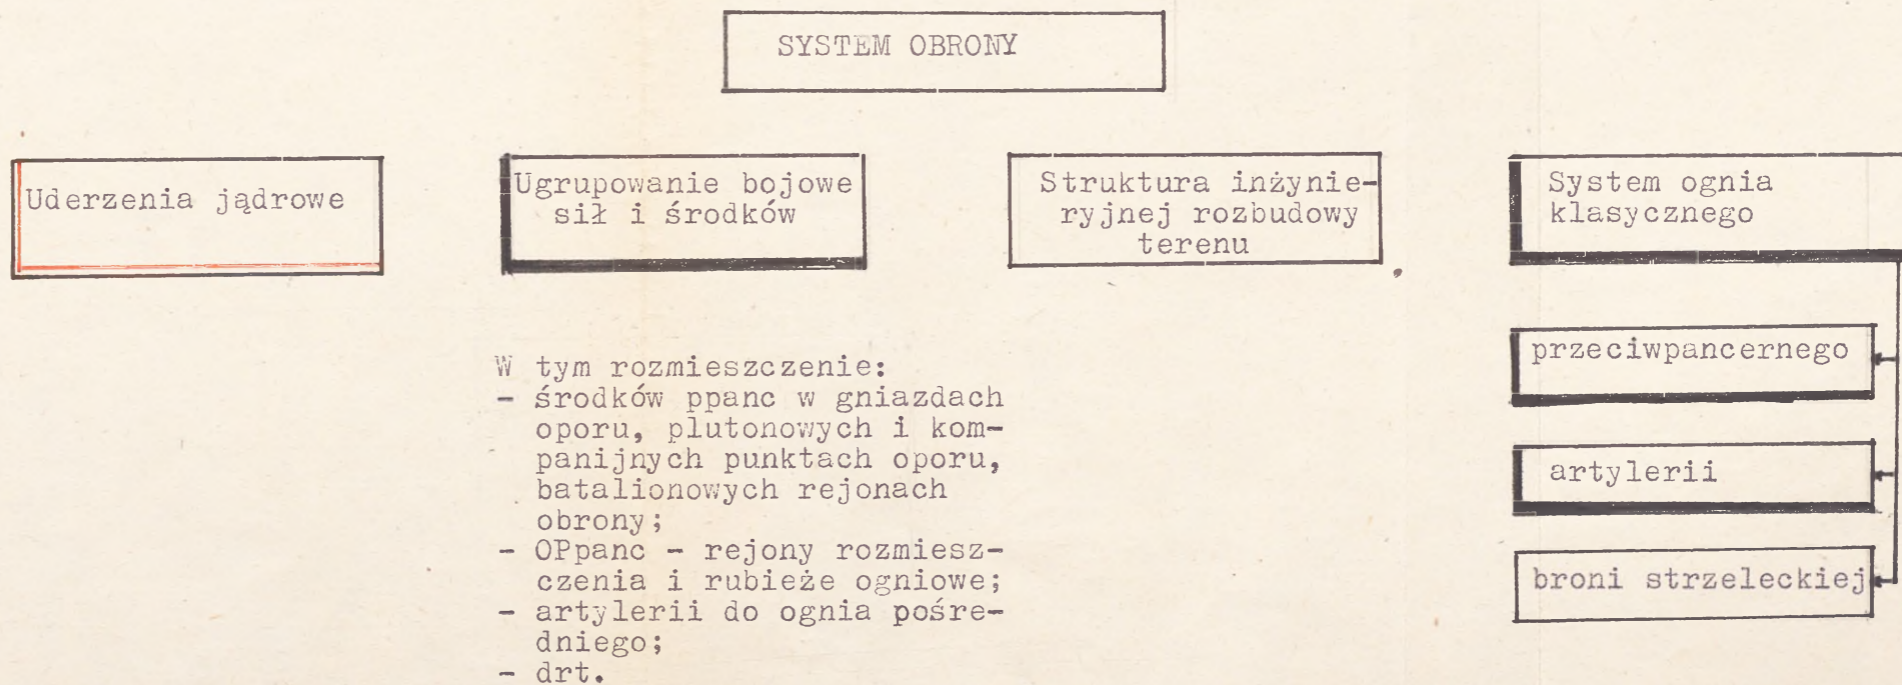 SYSTEM OBRONY
Uderzenia jądrowe
Ugrupowanie bojowe
sił i środków
Struktura inżynie-
ryjnej rozbudowy
terenu
System ognia
klasycznego
przeciwpancernego
artylerii
broni strzeleckiej
W tym rozmieszczenie:
- środków ppanc w gniazdach
oporu, plutonowych i kom-
panijnych punktach oporu,
batalionowych rejonach
obrony;
- OPpanc - rejony rozmiesz-
czenia i rubieże ogniowe;
- artylerii do ognia pośre-
dniego;
- drt.